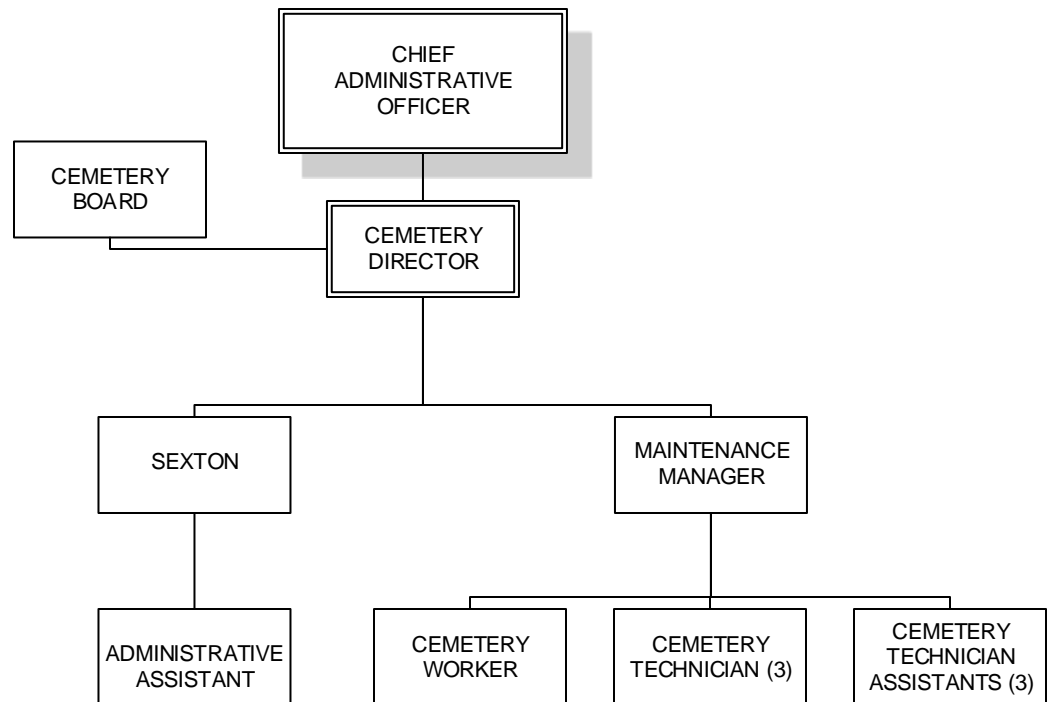 CHIEF
ADMINISTRATIVE
OFFICER
CEMETERY
BOARD
CEMETERY
DIRECTOR
SEXTON
MAINTENANCE
MANAGER
ADMINISTRATIVE
ASSISTANT
CEMETERY
WORKER
CEMETERY
TECHNICIAN (3)
CEMETERY
TECHNICIAN
ASSISTANTS (3)